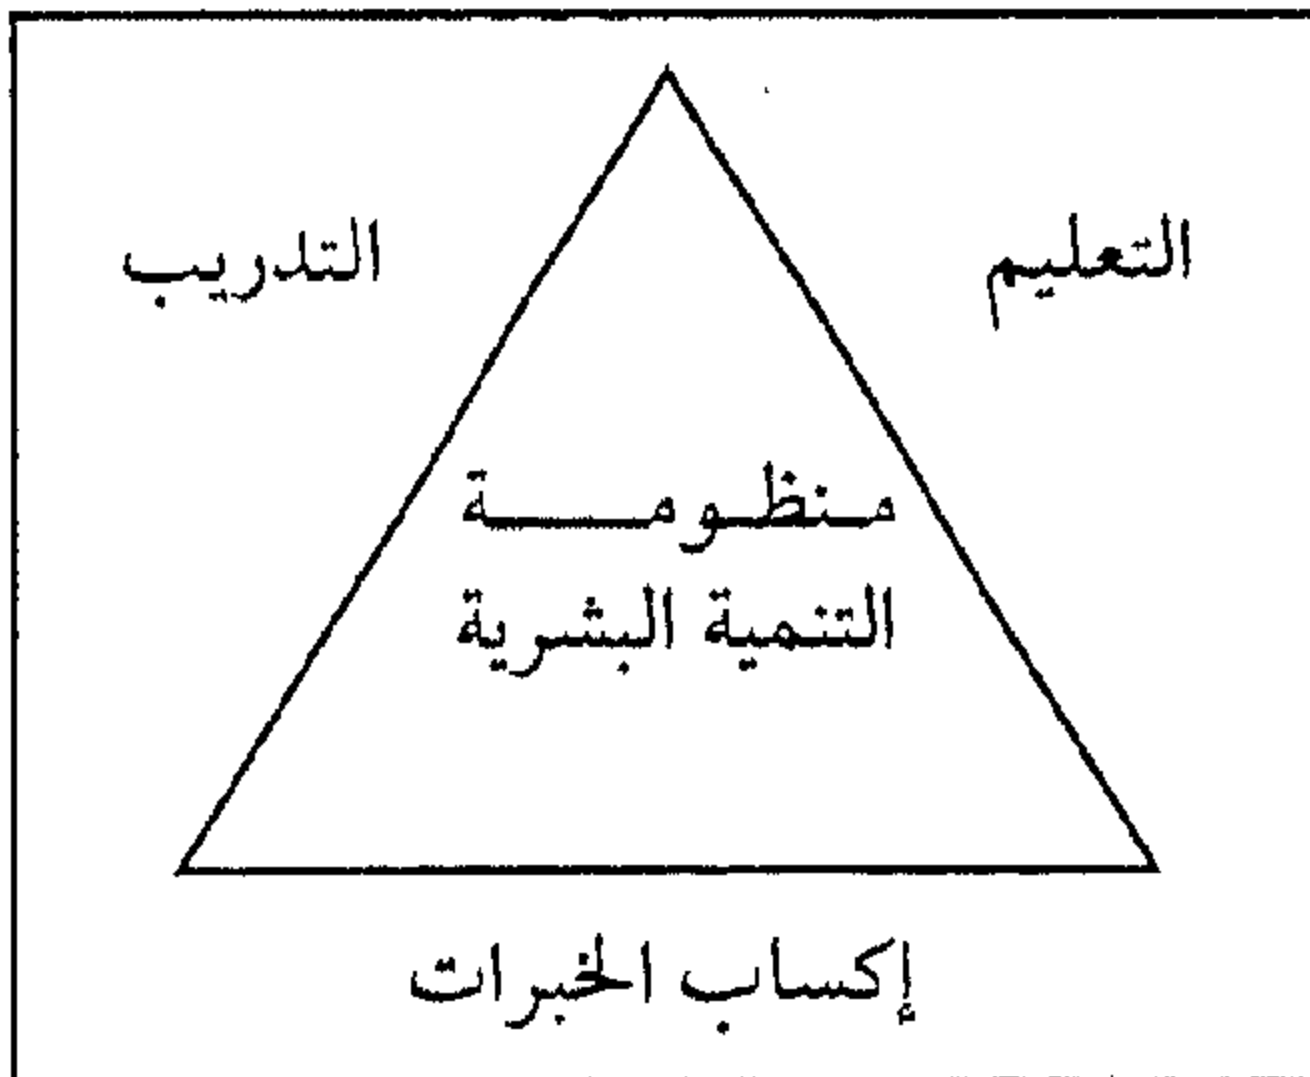 التعليم
التدريب
منظومة
التنمية البشرية
إكساب الخبرات